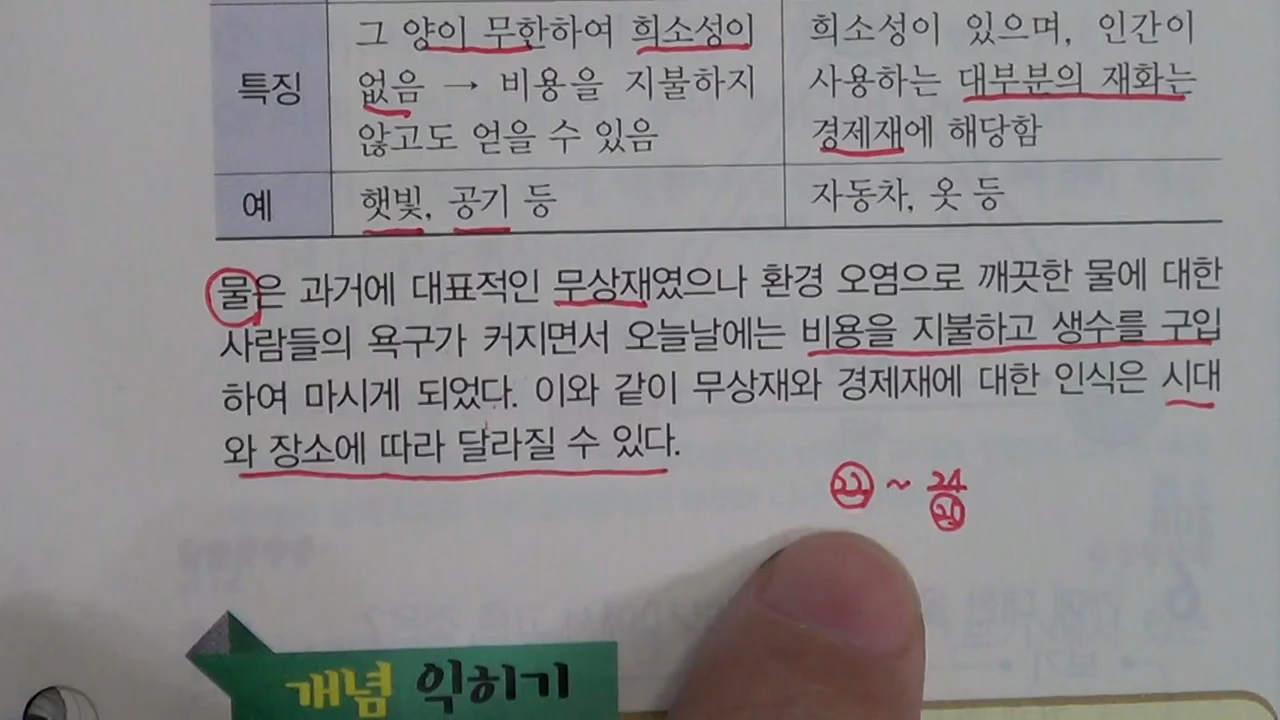 특징
그 양이 무한하여 희소성이
없음 → 비용을 지불하지
않고도 얻을 수 있음
희소성이 있으며, 인간이
사용하는 대부분의 재화는
경제재에 해당함
예
햇빛, 공기 등
자동차, 옷 등
물은 과거에 대표적인 무상재였으나 환경 오염으로 깨끗한 물에 대한
사람들의 욕구가 커지면서 오늘날에는 비용을 지불하고 생수를 구입
하여 마시게 되었다. 이와 같이 무상재와 경제재에 대한 인식은 시대
와 장소에 따라 달라질 수 있다.
22 ~ 24
개념 익히기